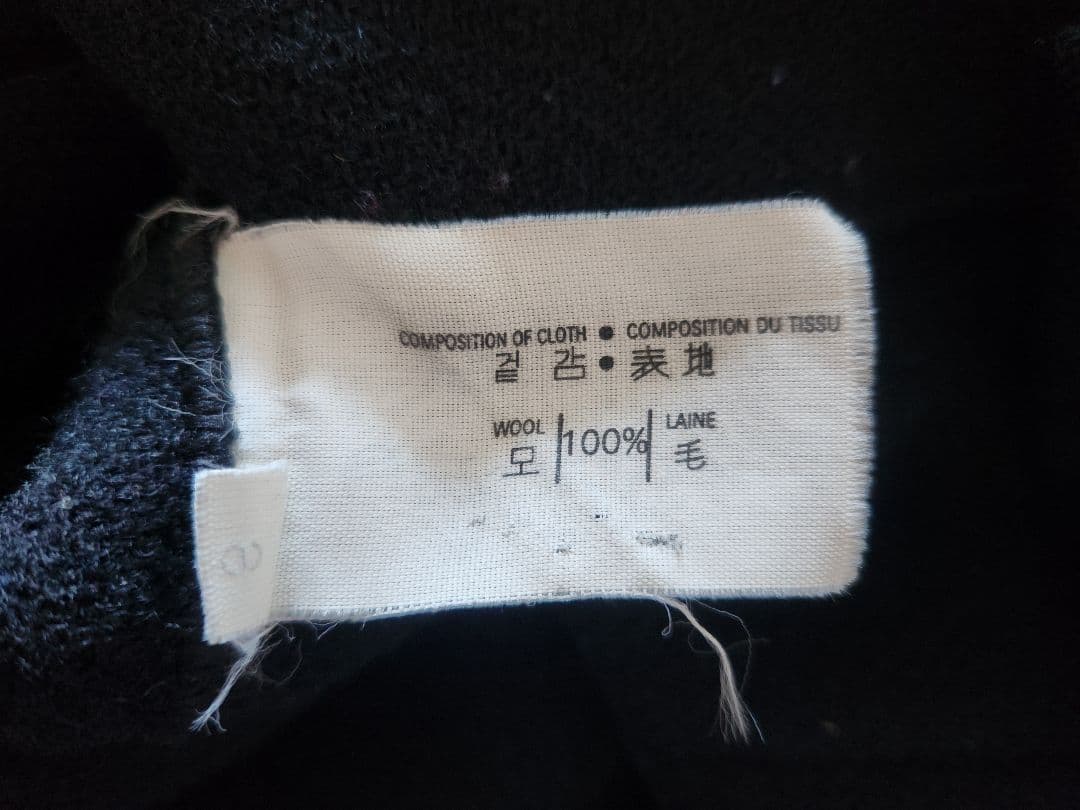 COMPOSITION OF CLOTH ● COMPOSITION DU TISSU
겉 감 ● 表 地
WOOL 100% LAINE
모 毛